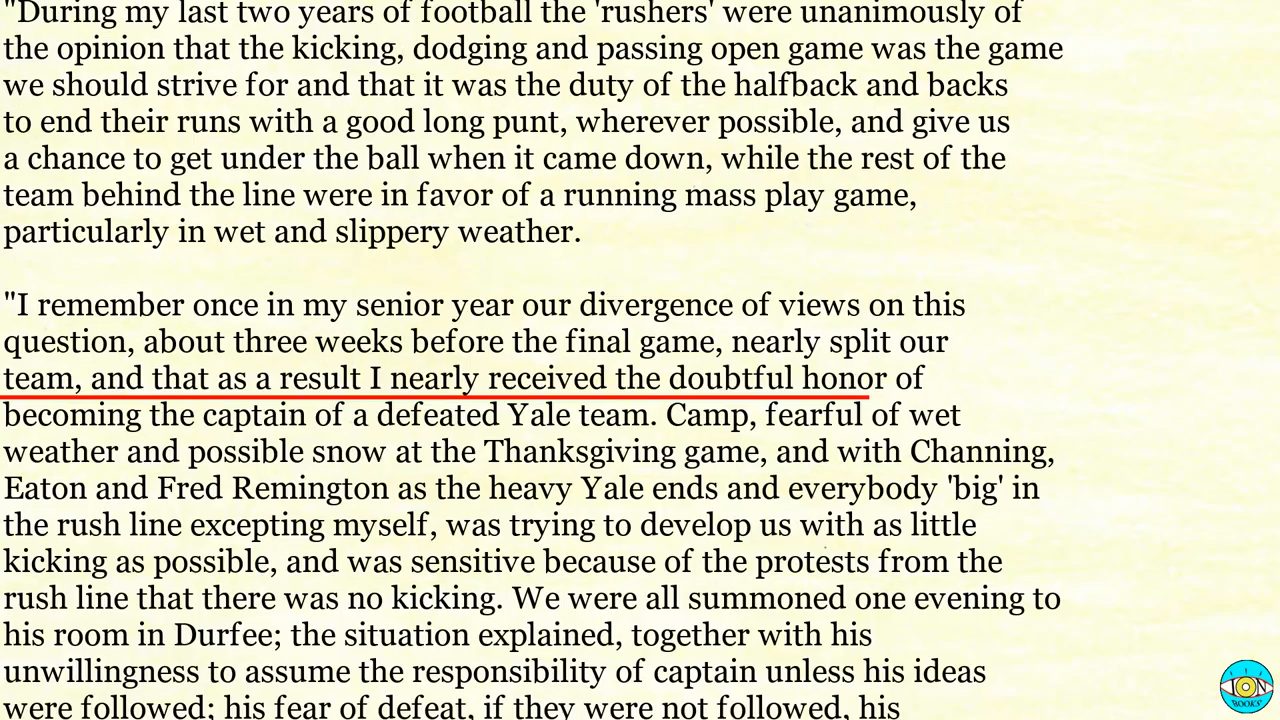 "During my last two years of football the 'rushers' were unanimously of
the opinion that the kicking, dodging and passing open game was the game
we should strive for and that it was the duty of the halfback and backs
to end their runs with a good long punt, wherever possible, and give us
a chance to get under the ball when it came down, while the rest of the
team behind the line were in favor of a running mass play game,
particularly in wet and slippery weather.
"I remember once in my senior year our divergence of views on this
question, about three weeks before the final game, nearly split our
team, and that as a result I nearly received the doubtful honor of
becoming the captain of a defeated Yale team. Camp, fearful of wet
weather and possible snow at the Thanksgiving game, and with Channing,
Eaton and Fred Remington as the heavy Yale ends and everybody 'big' in
the rush line excepting myself, was trying to develop us with as little
kicking as possible, and was sensitive because of the protests from the
rush line that there was no kicking. We were all summoned one evening to
his room in Durfee; the situation explained, together with his
unwillingness to assume the responsibility of captain unless his ideas
were followed; his fear of defeat, if they were not followed, his
ION
BOOKS